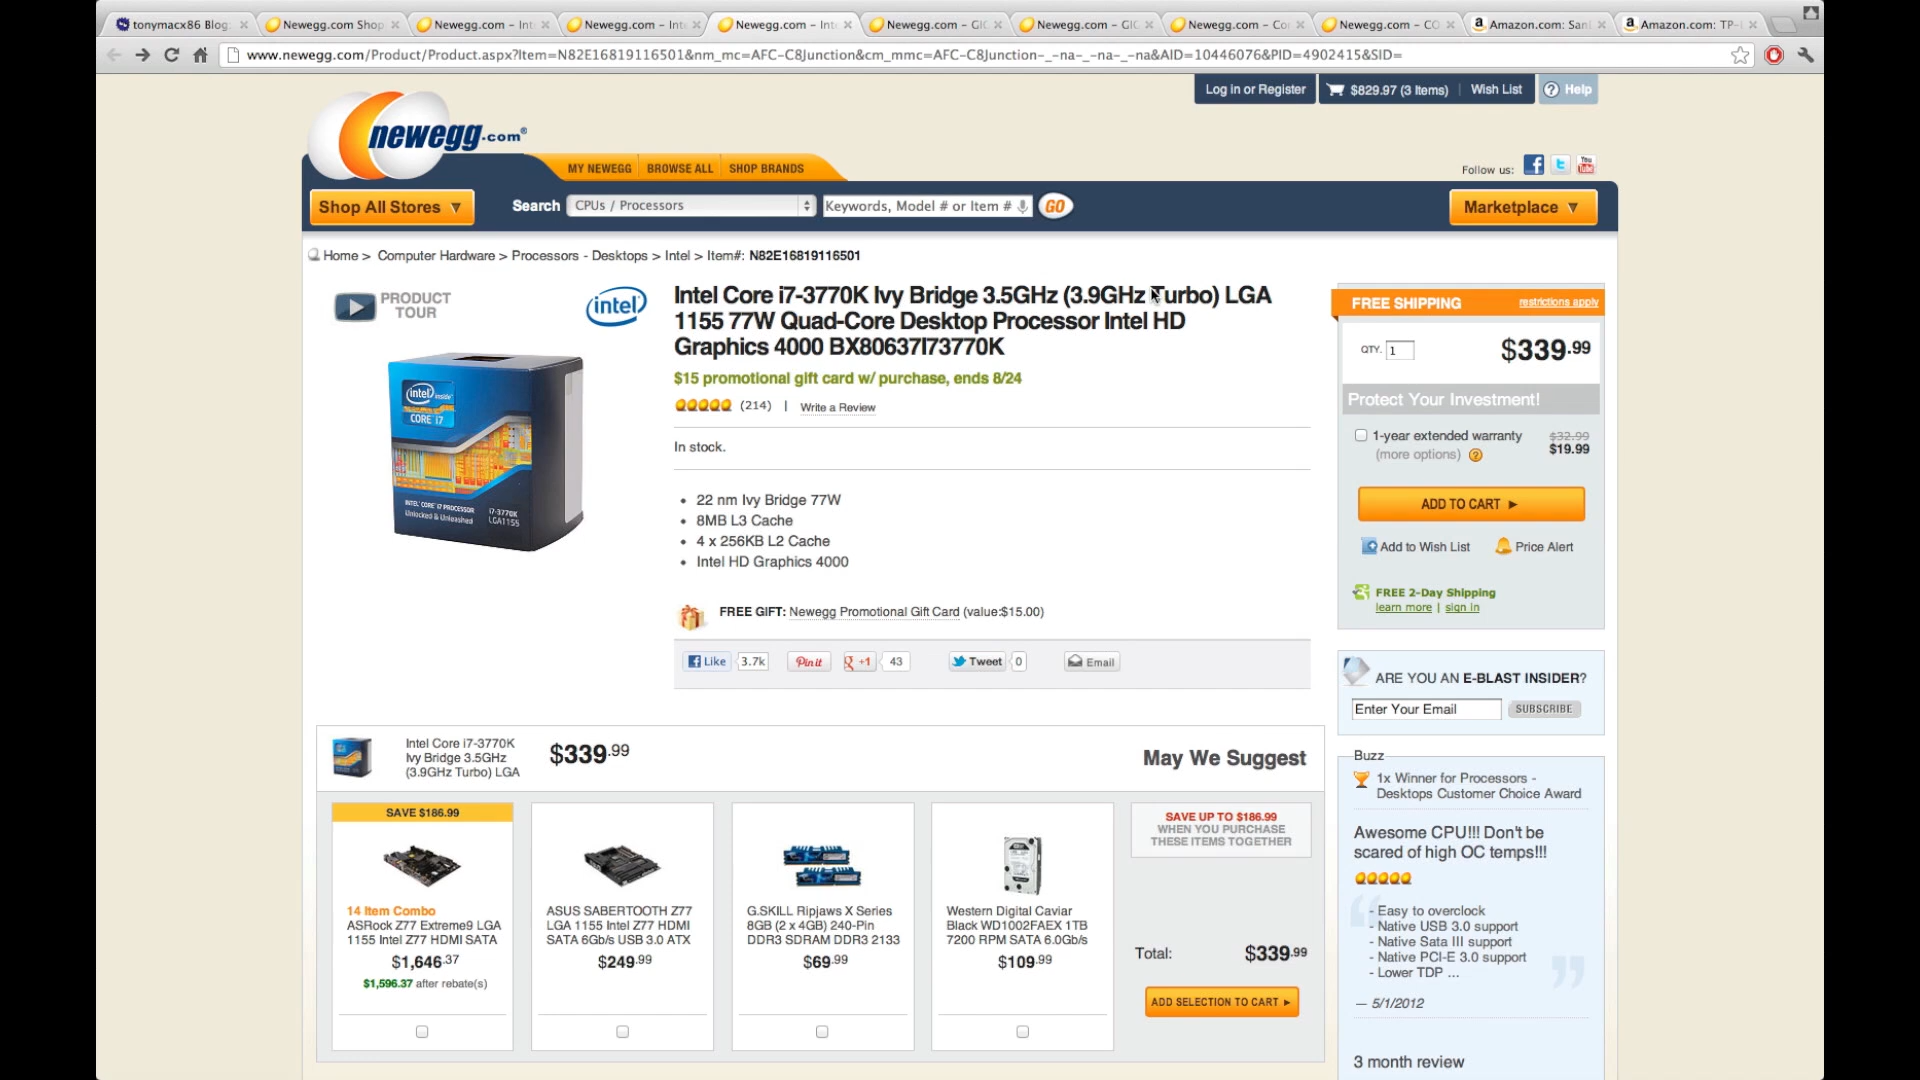 tonymacx86 Blog:
Newegg.com Shop
Newegg.com – Int
Newegg.com – Int
Newegg.com – Int
Newegg.com – GIG
Newegg.com – GIG
Newegg.com – Cor
Newegg.com – CO
Amazon.com: San
Amazon.com: TP-
www.newegg.com/Product/Product.aspx?Item=N82E16819116501&nm_mc=AFC-C8Junction&cm_mmc=AFC-C8Junction-_-na-_-na-_-na&AID=10446076&PID=4902415&SID=
Log in or Register
$829.97 (3 Items)
Wish List
? Help
newegg.com®
MY NEWEGG
BROWSE ALL
SHOP BRANDS
Follow us:
You Tube
Shop All Stores ▼
Search
CPUs / Processors
Keywords, Model # or Item #
GO
Marketplace ▼
Home > Computer Hardware > Processors - Desktops > Intel > Item#: N82E16819116501
PRODUCT
TOUR
intel
Intel Core i7-3770K Ivy Bridge 3.5GHz (3.9GHz Turbo) LGA
1155 77W Quad-Core Desktop Processor Intel HD
Graphics 4000 BX80637I73770K
$15 promotional gift card w/ purchase, ends 8/24
(214) | Write a Review
In stock.
• 22 nm Ivy Bridge 77W
• 8MB L3 Cache
• 4 x 256KB L2 Cache
• Intel HD Graphics 4000
intel inside
CORE i7
INTEL® CORE i7 PROCESSOR
Unlocked & Unleashed
i7-3770K
LGA1155
FREE GIFT: Newegg Promotional Gift Card (value:$15.00)
Like
3.7k
Pin it
g +1
43
Tweet
0
Email
FREE SHIPPING
restrictions apply
QTY. 1
$339.99
Protect Your Investment!
1-year extended warranty
(more options) ?
$32.99
$19.99
ADD TO CART ►
Add to Wish List
Price Alert
FREE 2-Day Shipping
learn more | sign in
ARE YOU AN E-BLAST INSIDER?
Enter Your Email
SUBSCRIBE
Intel Core i7-3770K
Ivy Bridge 3.5GHz
(3.9GHz Turbo) LGA
$339.99
May We Suggest
SAVE $186.99
14 Item Combo
ASRock Z77 Extreme9 LGA
1155 Intel Z77 HDMI SATA
$1,646.37
$1,596.37 after rebate(s)
ASUS SABERTOOTH Z77
LGA 1155 Intel Z77 HDMI
SATA 6Gb/s USB 3.0 ATX
$249.99
G.SKILL Ripjaws X Series
8GB (2 x 4GB) 240-Pin
DDR3 SDRAM DDR3 2133
$69.99
Western Digital Caviar
Black WD1002FAEX 1TB
7200 RPM SATA 6.0Gb/s
$109.99
SAVE UP TO $186.99
WHEN YOU PURCHASE
THESE ITEMS TOGETHER
Total: $339.99
ADD SELECTION TO CART ►
Buzz
1x Winner for Processors -
Desktops Customer Choice Award
Awesome CPU!!! Don't be
scared of high OC temps!!!
- Easy to overclock
- Native USB 3.0 support
- Native Sata III support
- Native PCI-E 3.0 support
- Lower TDP ...
— 5/1/2012
3 month review